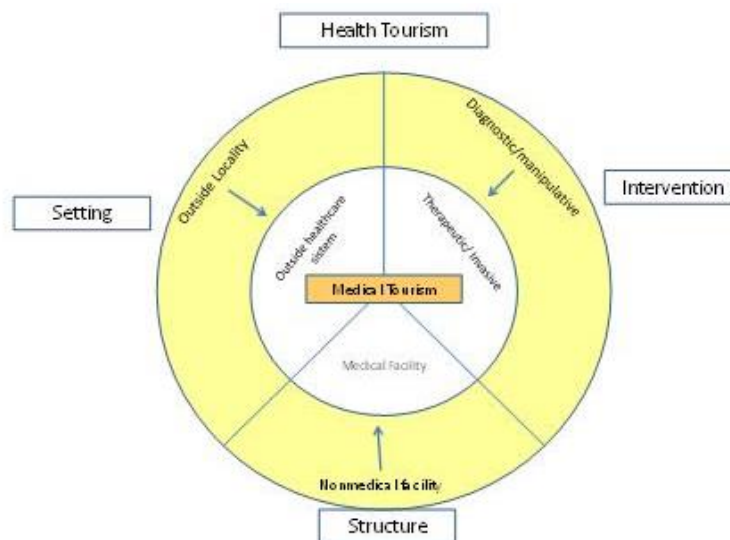 Health Tourism
Outside Locality
Diagnostic/manipulative
Setting
Intervention
Outside healthcare
sistem
Therapeutic/ Invasive
Medical Tourism
Medical Facility
Nonmedical facility
Structure